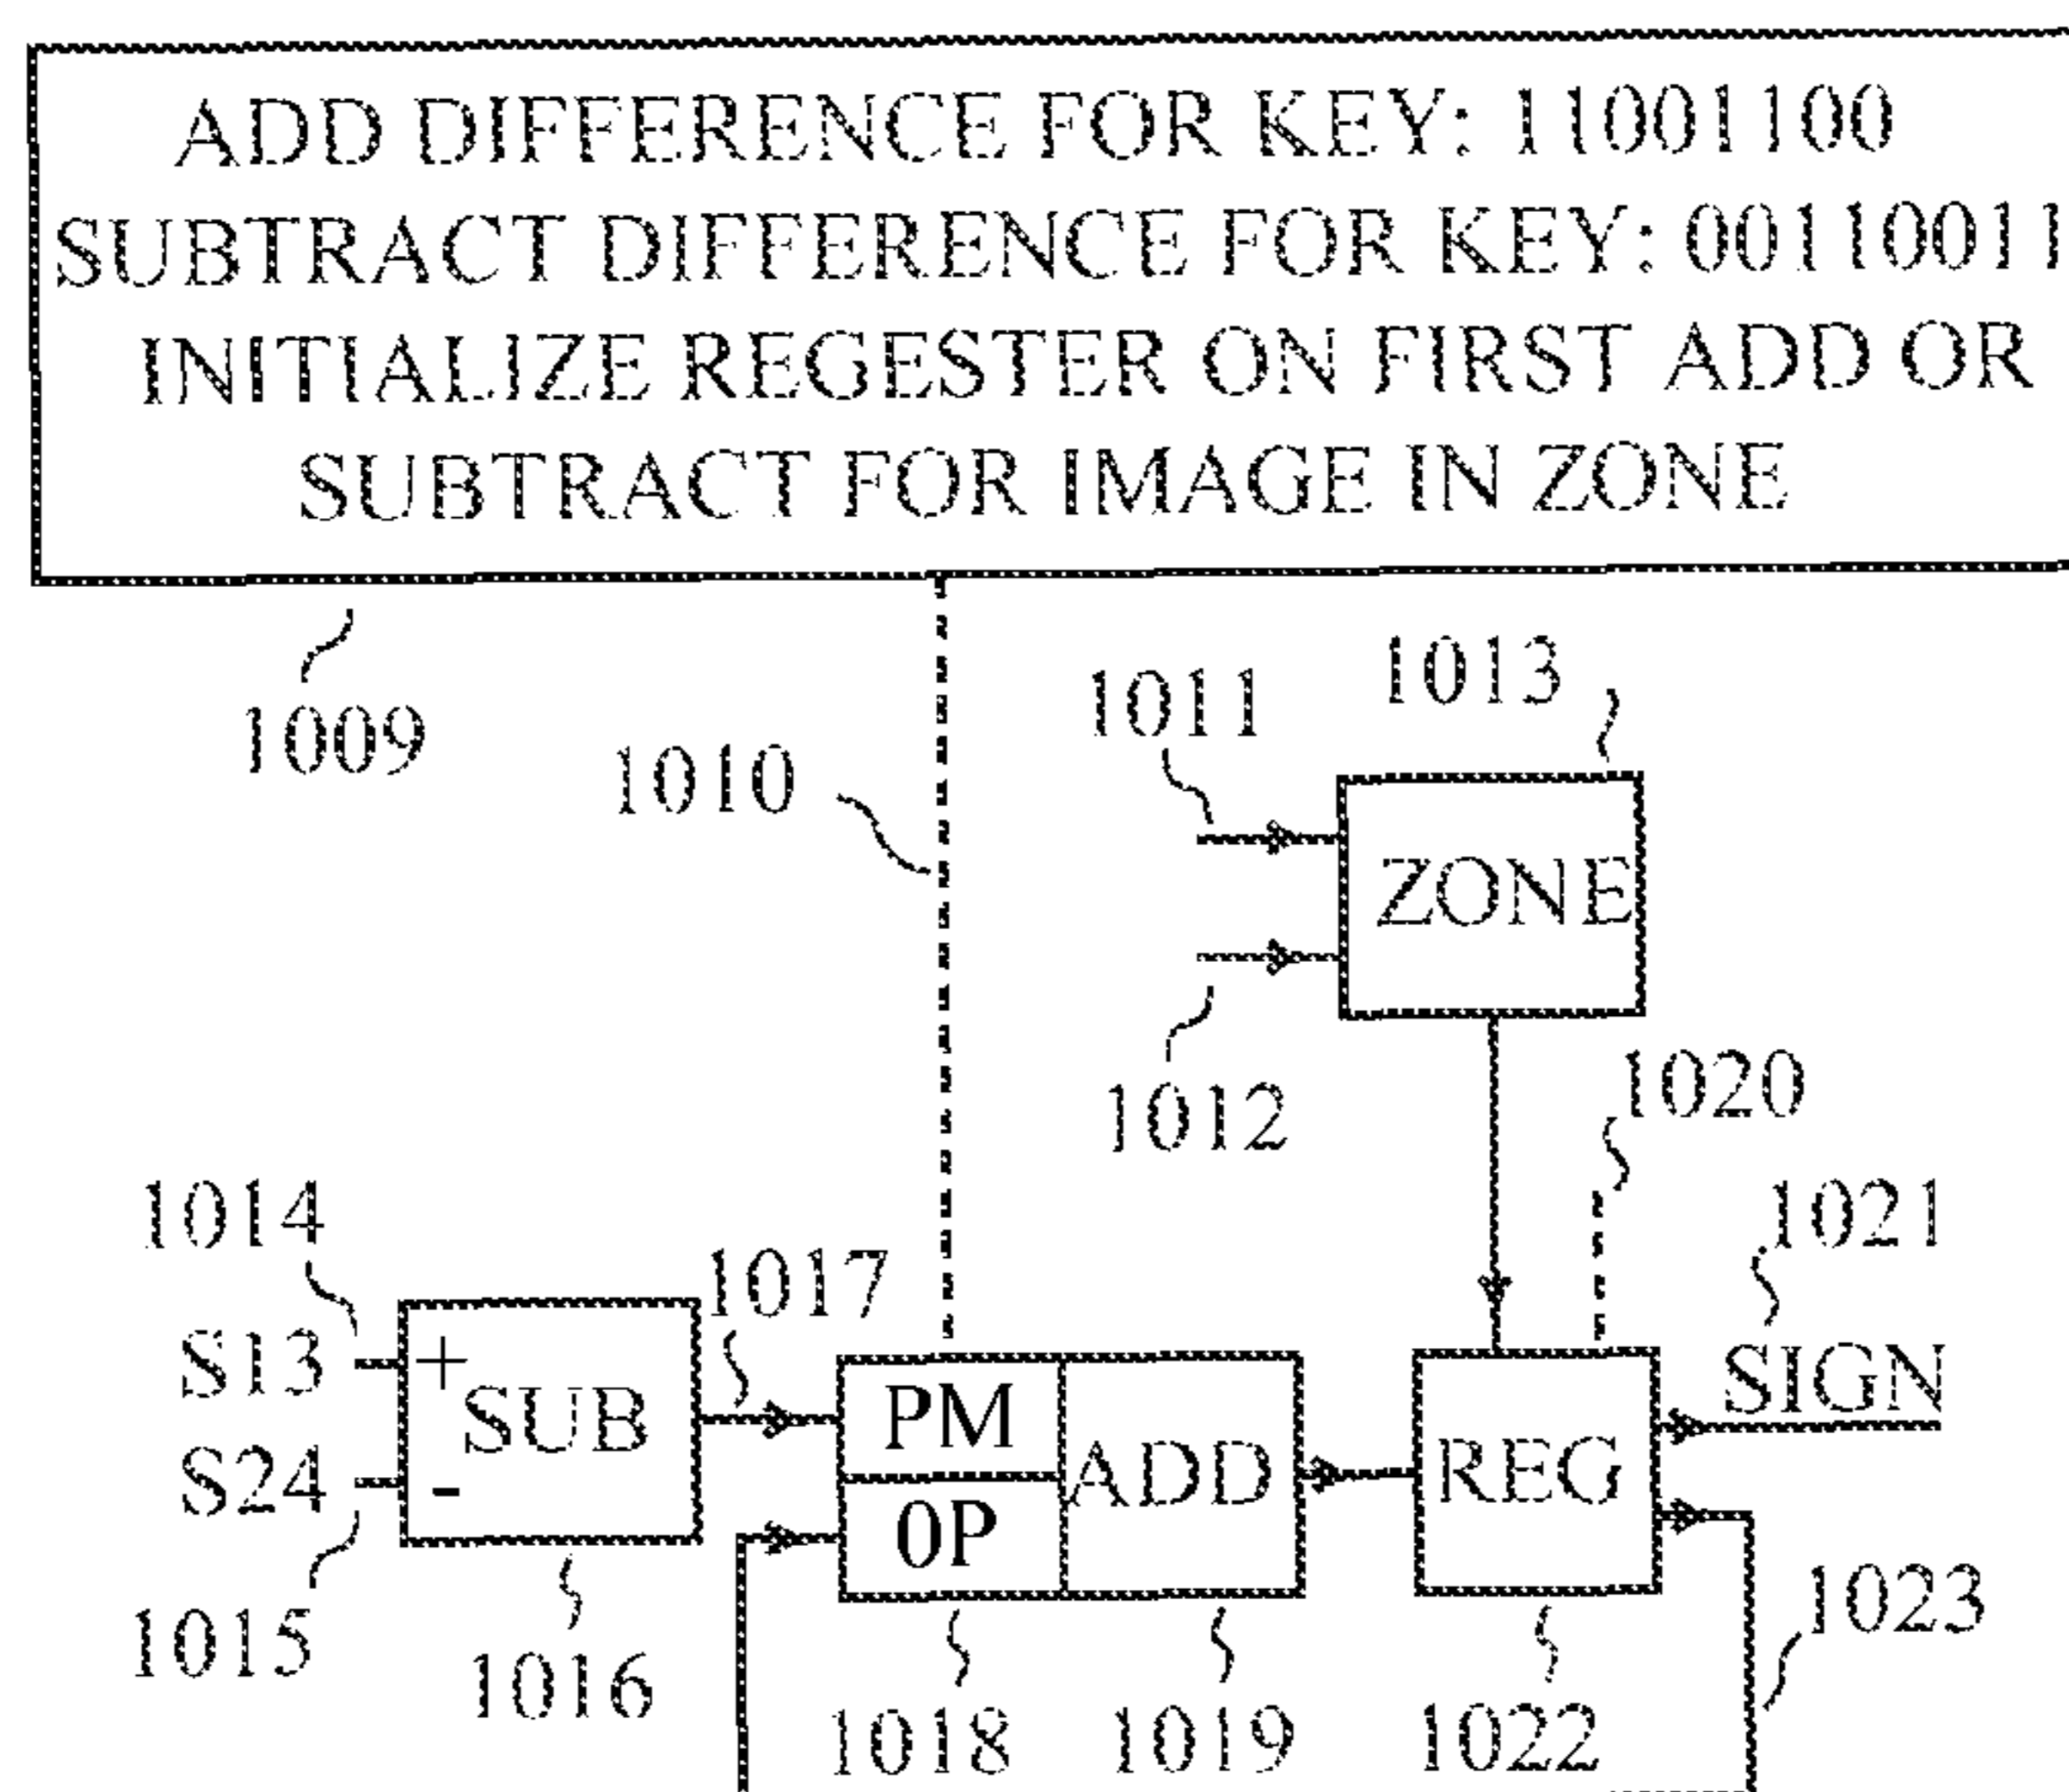 ADD DIFFERENCE FOR KEY: 11001100
SUBTRACT DIFFERENCE FOR KEY: 00110011
INITIALIZE REGESTER ON FIRST ADD OR
SUBTRACT FOR IMAGE IN ZONE
1009
1010
1011
1013
ZONE
1012
1020
1014
1017
1021
S13
+
SUB
S24
-
PM
0P
ADD
REG
SIGN
1015
1016
1018
1019
1022
1023